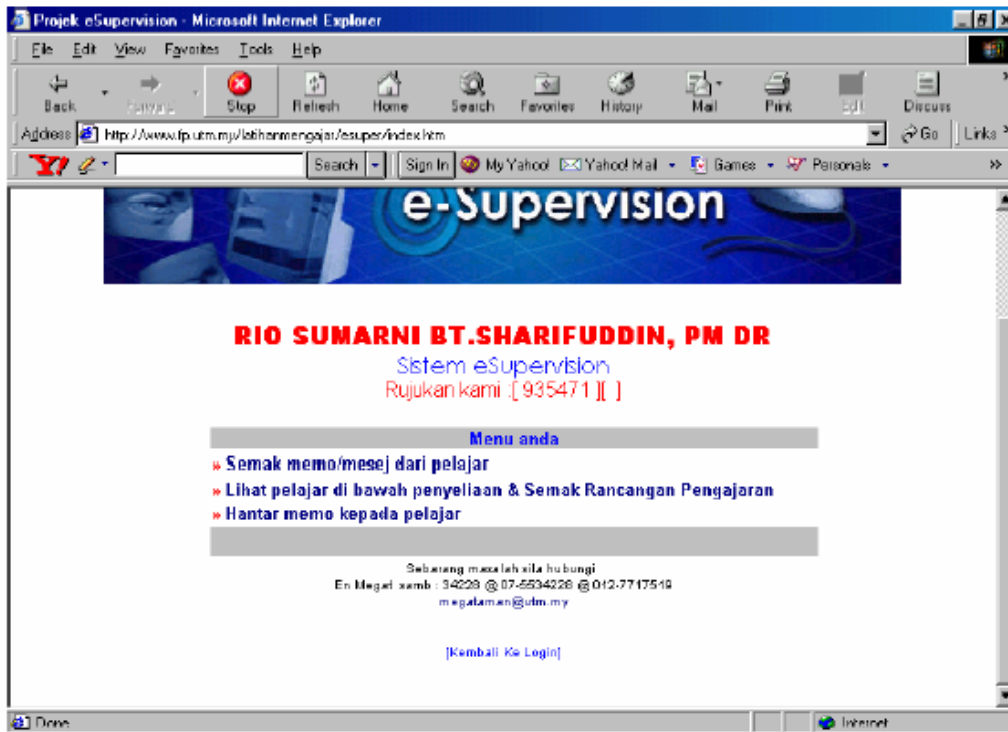 Projek eSupervision - Microsoft Internet Explorer
File Edit View Favorites Tools Help
Back Forward Stop Refresh Home Search Favorites History Mail Print Edit Discuss
Address http://www.fp.utm.my/latihanmengajar/esuper/index.htm Go Links
Y! Search Sign In My Yahoo! Yahoo! Mail Games Personals
e-Supervision
RIO SUMARNI BT.SHARIFUDDIN, PM DR
Sistem eSupervision
Rujukan kami :[ 935471 ][ ]
Menu anda
» Semak memo/mesej dari pelajar
» Lihat pelajar di bawah penyeliaan & Semak Rancangan Pengajaran
» Hantar memo kepada pelajar
Sebarang masalah sila hubungi
En Megat samb : 34228 @ 07-5534228 @ 012-7717519
megataman@utm.my
[Kembali Ke Login]
Done Internet